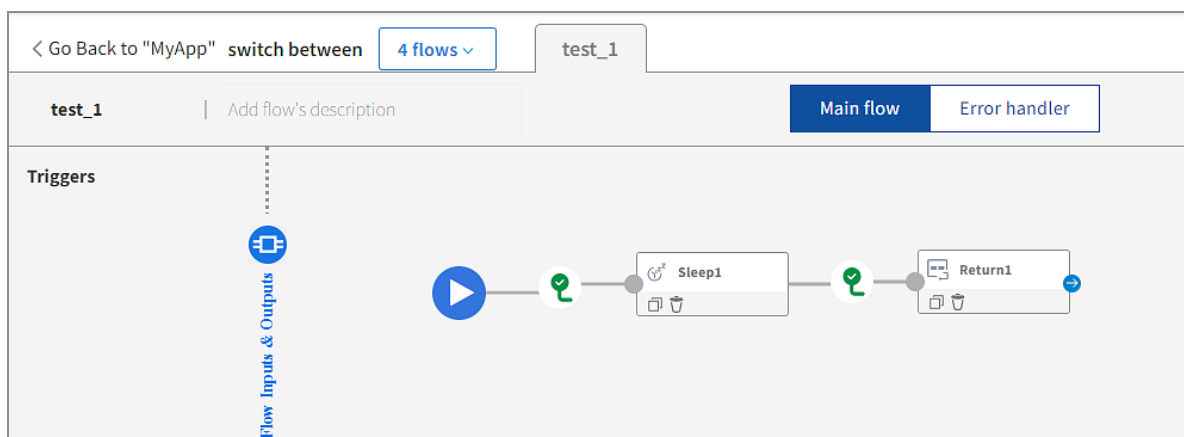 Go Back to "MyApp" switch between 4 flows test_1
test_1 | Add flow's description Main flow Error handler
Triggers
Flow Inputs & Outputs
Sleep1 Return1